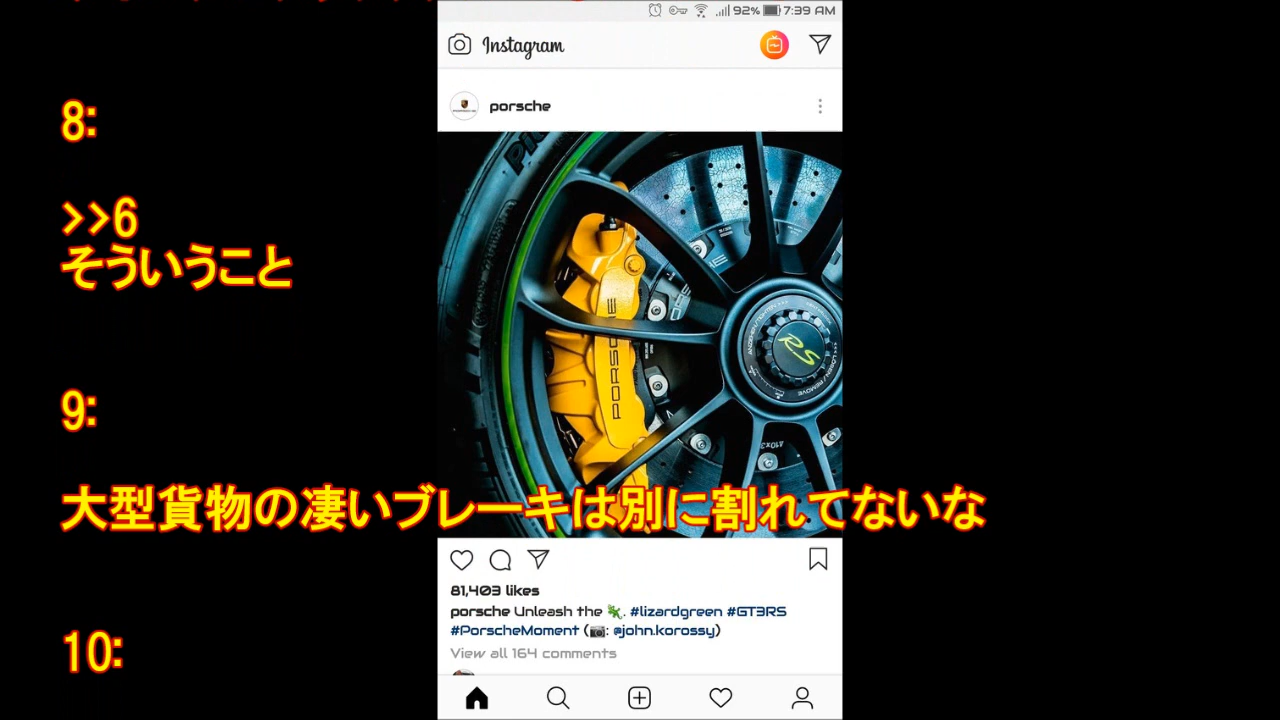 92% 7:39 AM
Instagram
porsche
8:
>>6
そういうこと
9:
大型貨物の凄いブレーキは別に割れてないな
10:
PORSCHE
RS
81,403 likes
porsche Unleash the 🦎. #lizardgreen #GT3RS
#PorscheMoment (📷: @john.korossy)
View all 164 comments